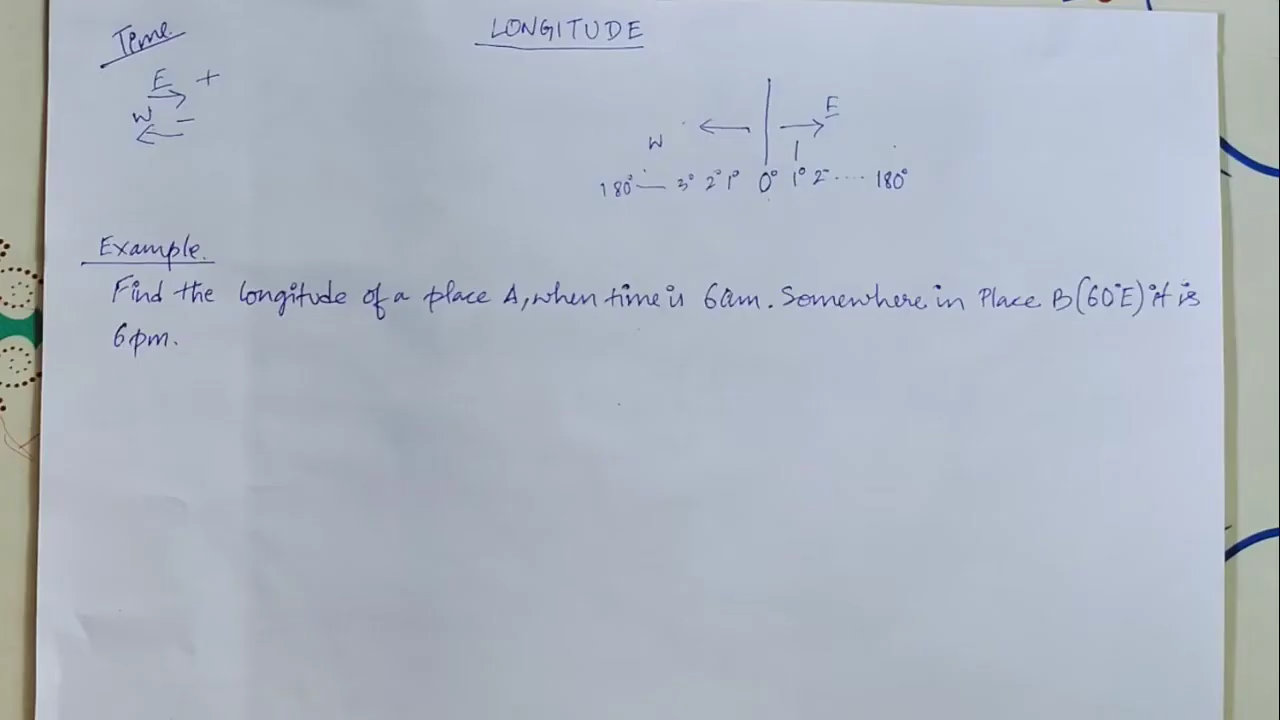 Time
LONGITUDE
E +
W -
E
W
180° — 3° 2° 1° 0° 1° 2° .... 180°
Example.
Find the longitude of a place A, when time is 6am. Somewhere in Place B (60°E) it is
6pm.